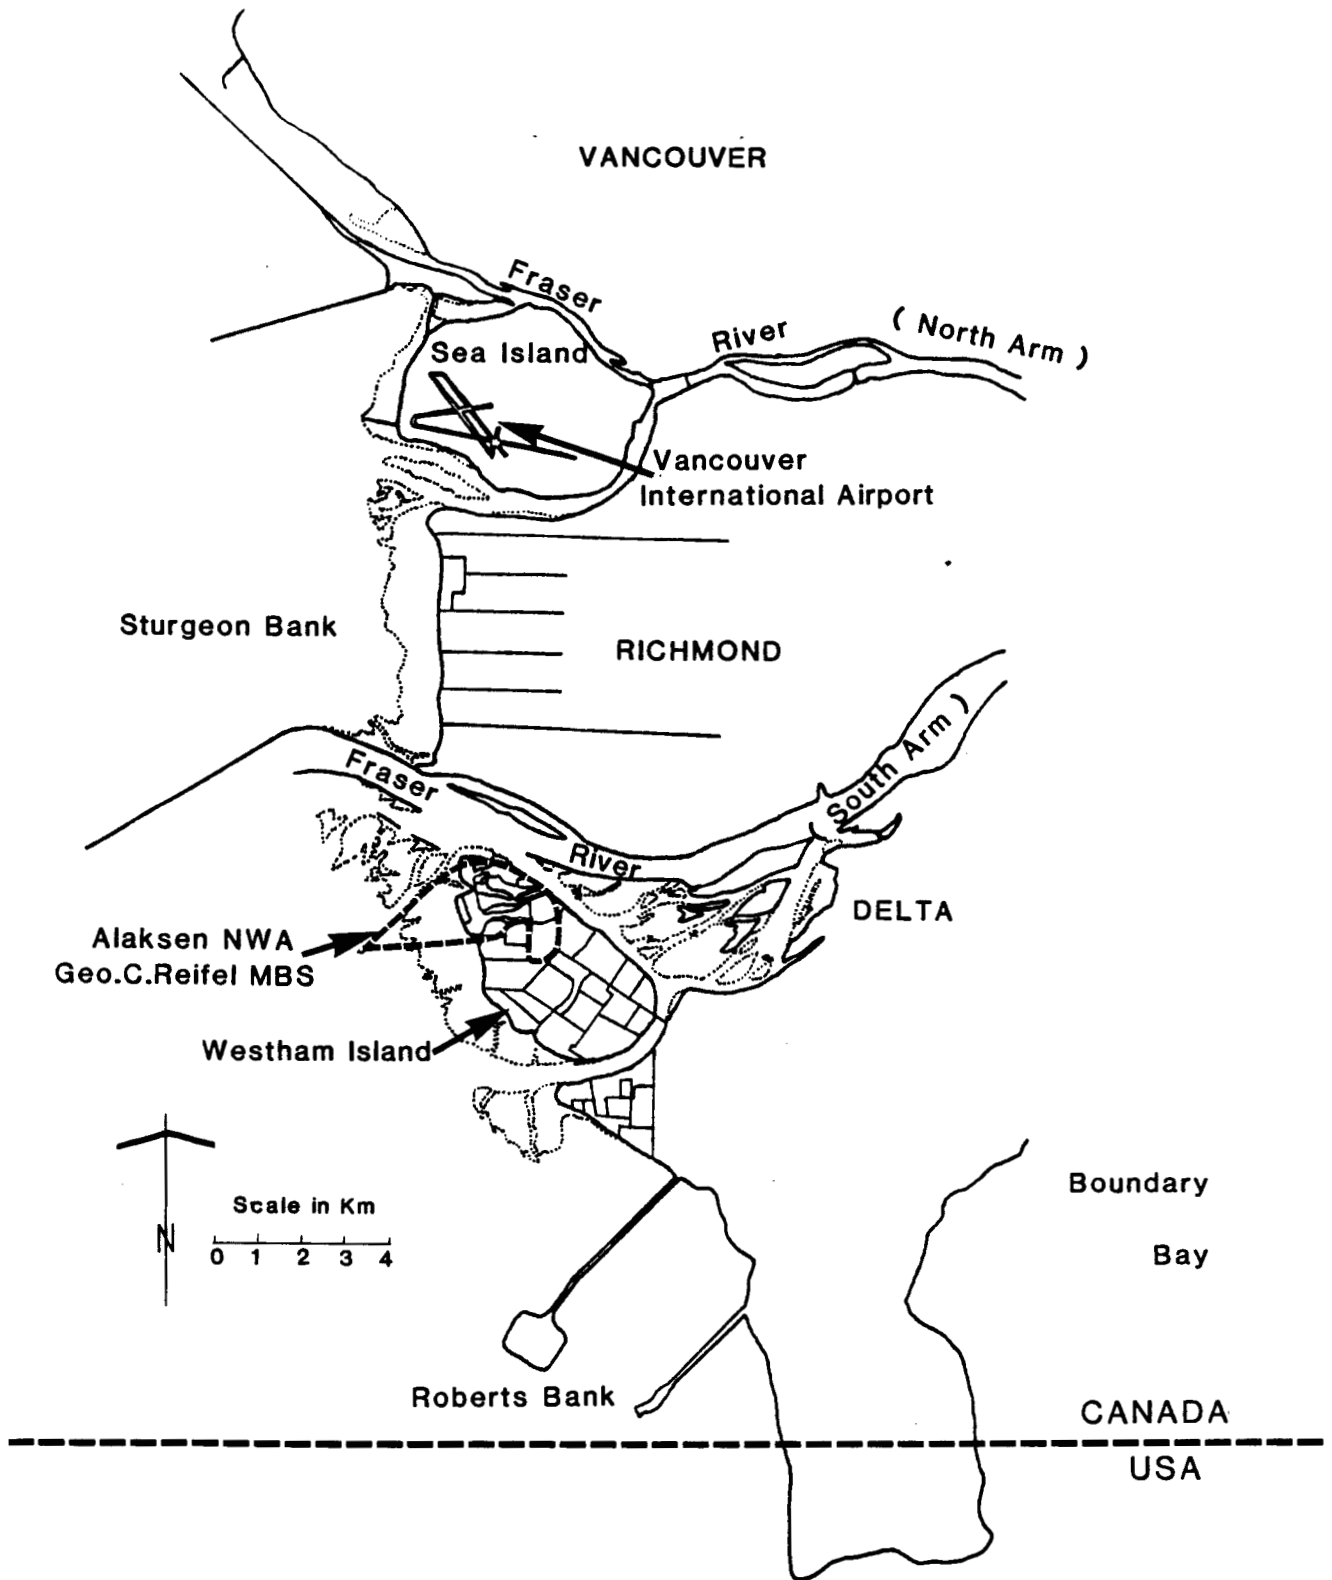 VANCOUVER
Fraser
River
( North Arm )
Sea Island
Vancouver
International Airport
Sturgeon Bank
RICHMOND
Fraser
River
South Arm )
DELTA
Alaksen NWA
Geo.C.Reifel MBS
Westham Island
N
Scale in Km
0 1 2 3 4
Boundary
Bay
Roberts Bank
CANADA
USA